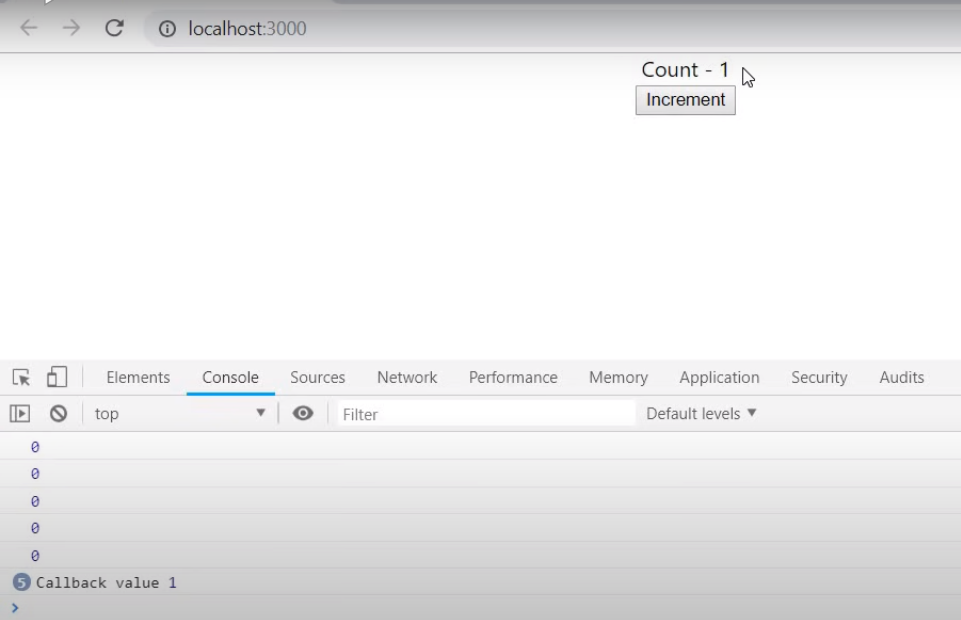 localhost:3000
Count - 1
Increment
Elements Console Sources Network Performance Memory Application Security Audits
top Filter Default levels
0
0
0
0
0
5 Callback value 1